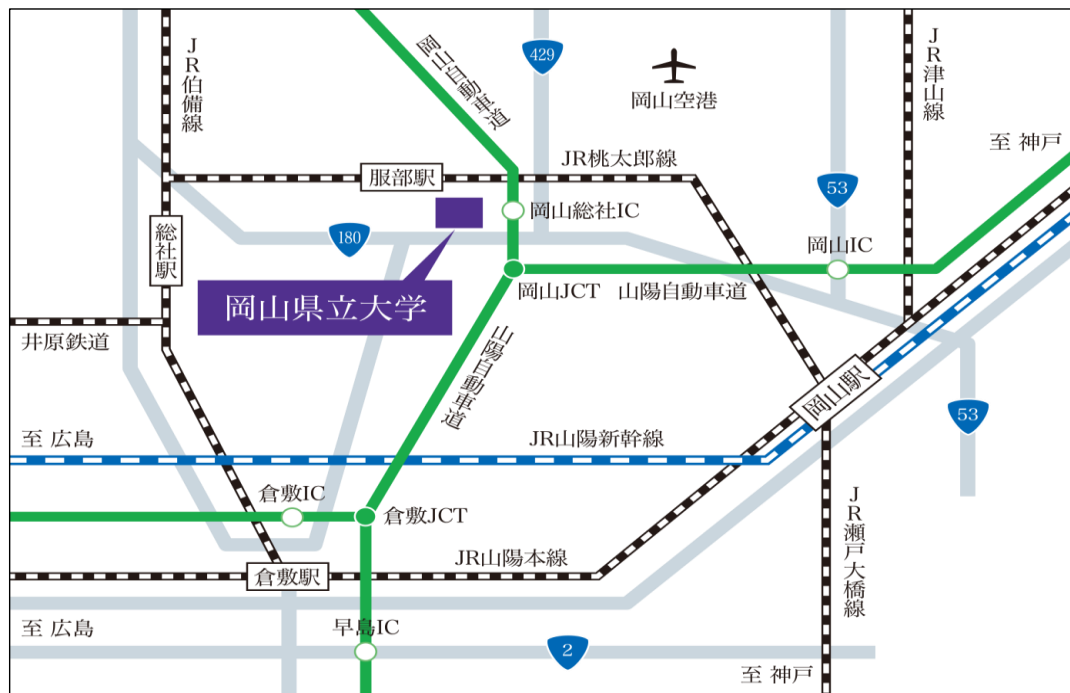 JR伯備線
岡山自動車道
429
岡山空港
JR津山線
至 神戸
JR桃太郎線
服部駅
53
岡山総社IC
180
総社駅
岡山IC
岡山県立大学
岡山JCT
山陽自動車道
井原鉄道
山陽自動車道
岡山駅
53
至 広島
JR山陽新幹線
倉敷IC
倉敷JCT
JR瀬戸大橋線
JR山陽本線
倉敷駅
至 広島
早島IC
2
至 神戸